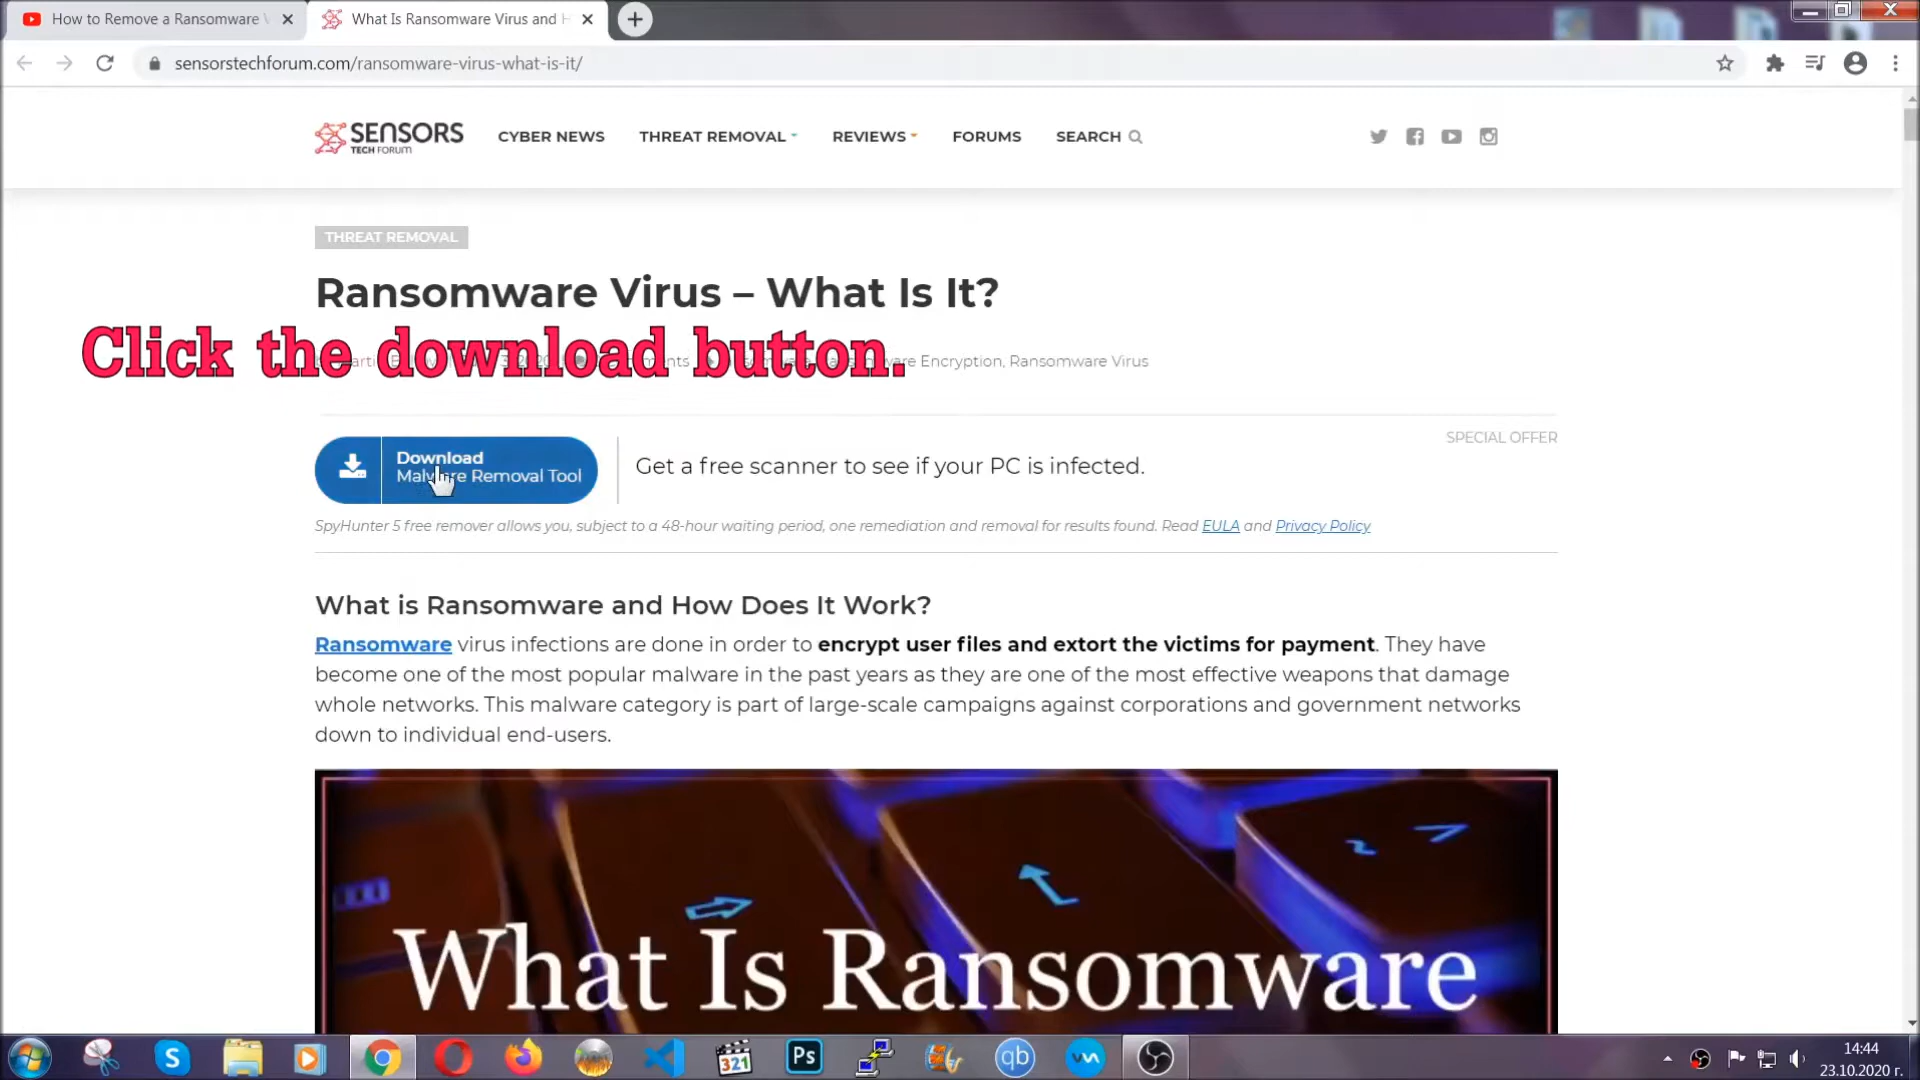 How to Remove a Ransomware
What Is Ransomware Virus and
sensorstechforum.com/ransomware-virus-what-is-it/
SENSORS
TECH FORUM
CYBER NEWS
THREAT REMOVAL
REVIEWS
FORUMS
SEARCH
THREAT REMOVAL
Ransomware Virus – What Is It?
Click the download button.
Encryption, Ransomware Virus
SPECIAL OFFER
Download
Malware Removal Tool
Get a free scanner to see if your PC is infected.
SpyHunter 5 free remover allows you, subject to a 48-hour waiting period, one remediation and removal for results found. Read EULA and Privacy Policy
What is Ransomware and How Does It Work?
Ransomware virus infections are done in order to encrypt user files and extort the victims for payment. They have
become one of the most popular malware in the past years as they are one of the most effective weapons that damage
whole networks. This malware category is part of large-scale campaigns against corporations and government networks
down to individual end-users.
What Is Ransomware
S
321
Ps
qb
14:44
23.10.2020 г.